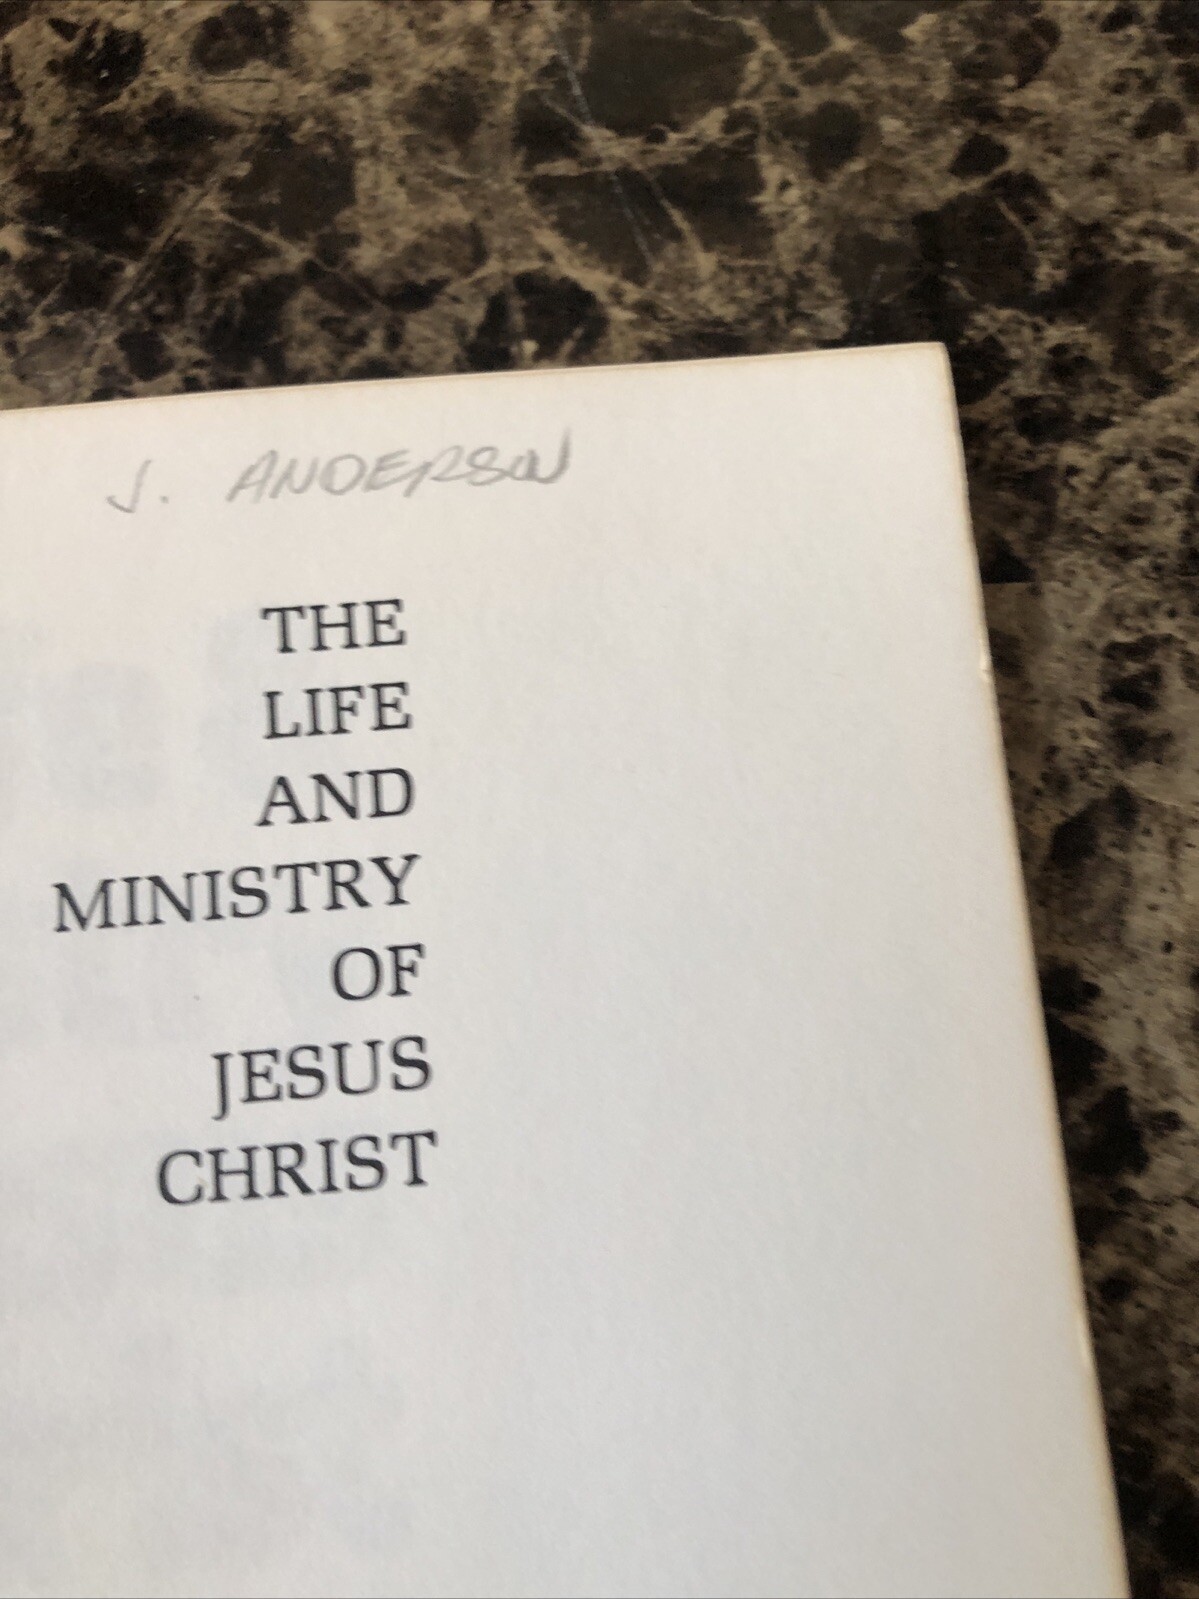 J. ANDERSON
THE
LIFE
AND
MINISTRY
OF
JESUS
CHRIST